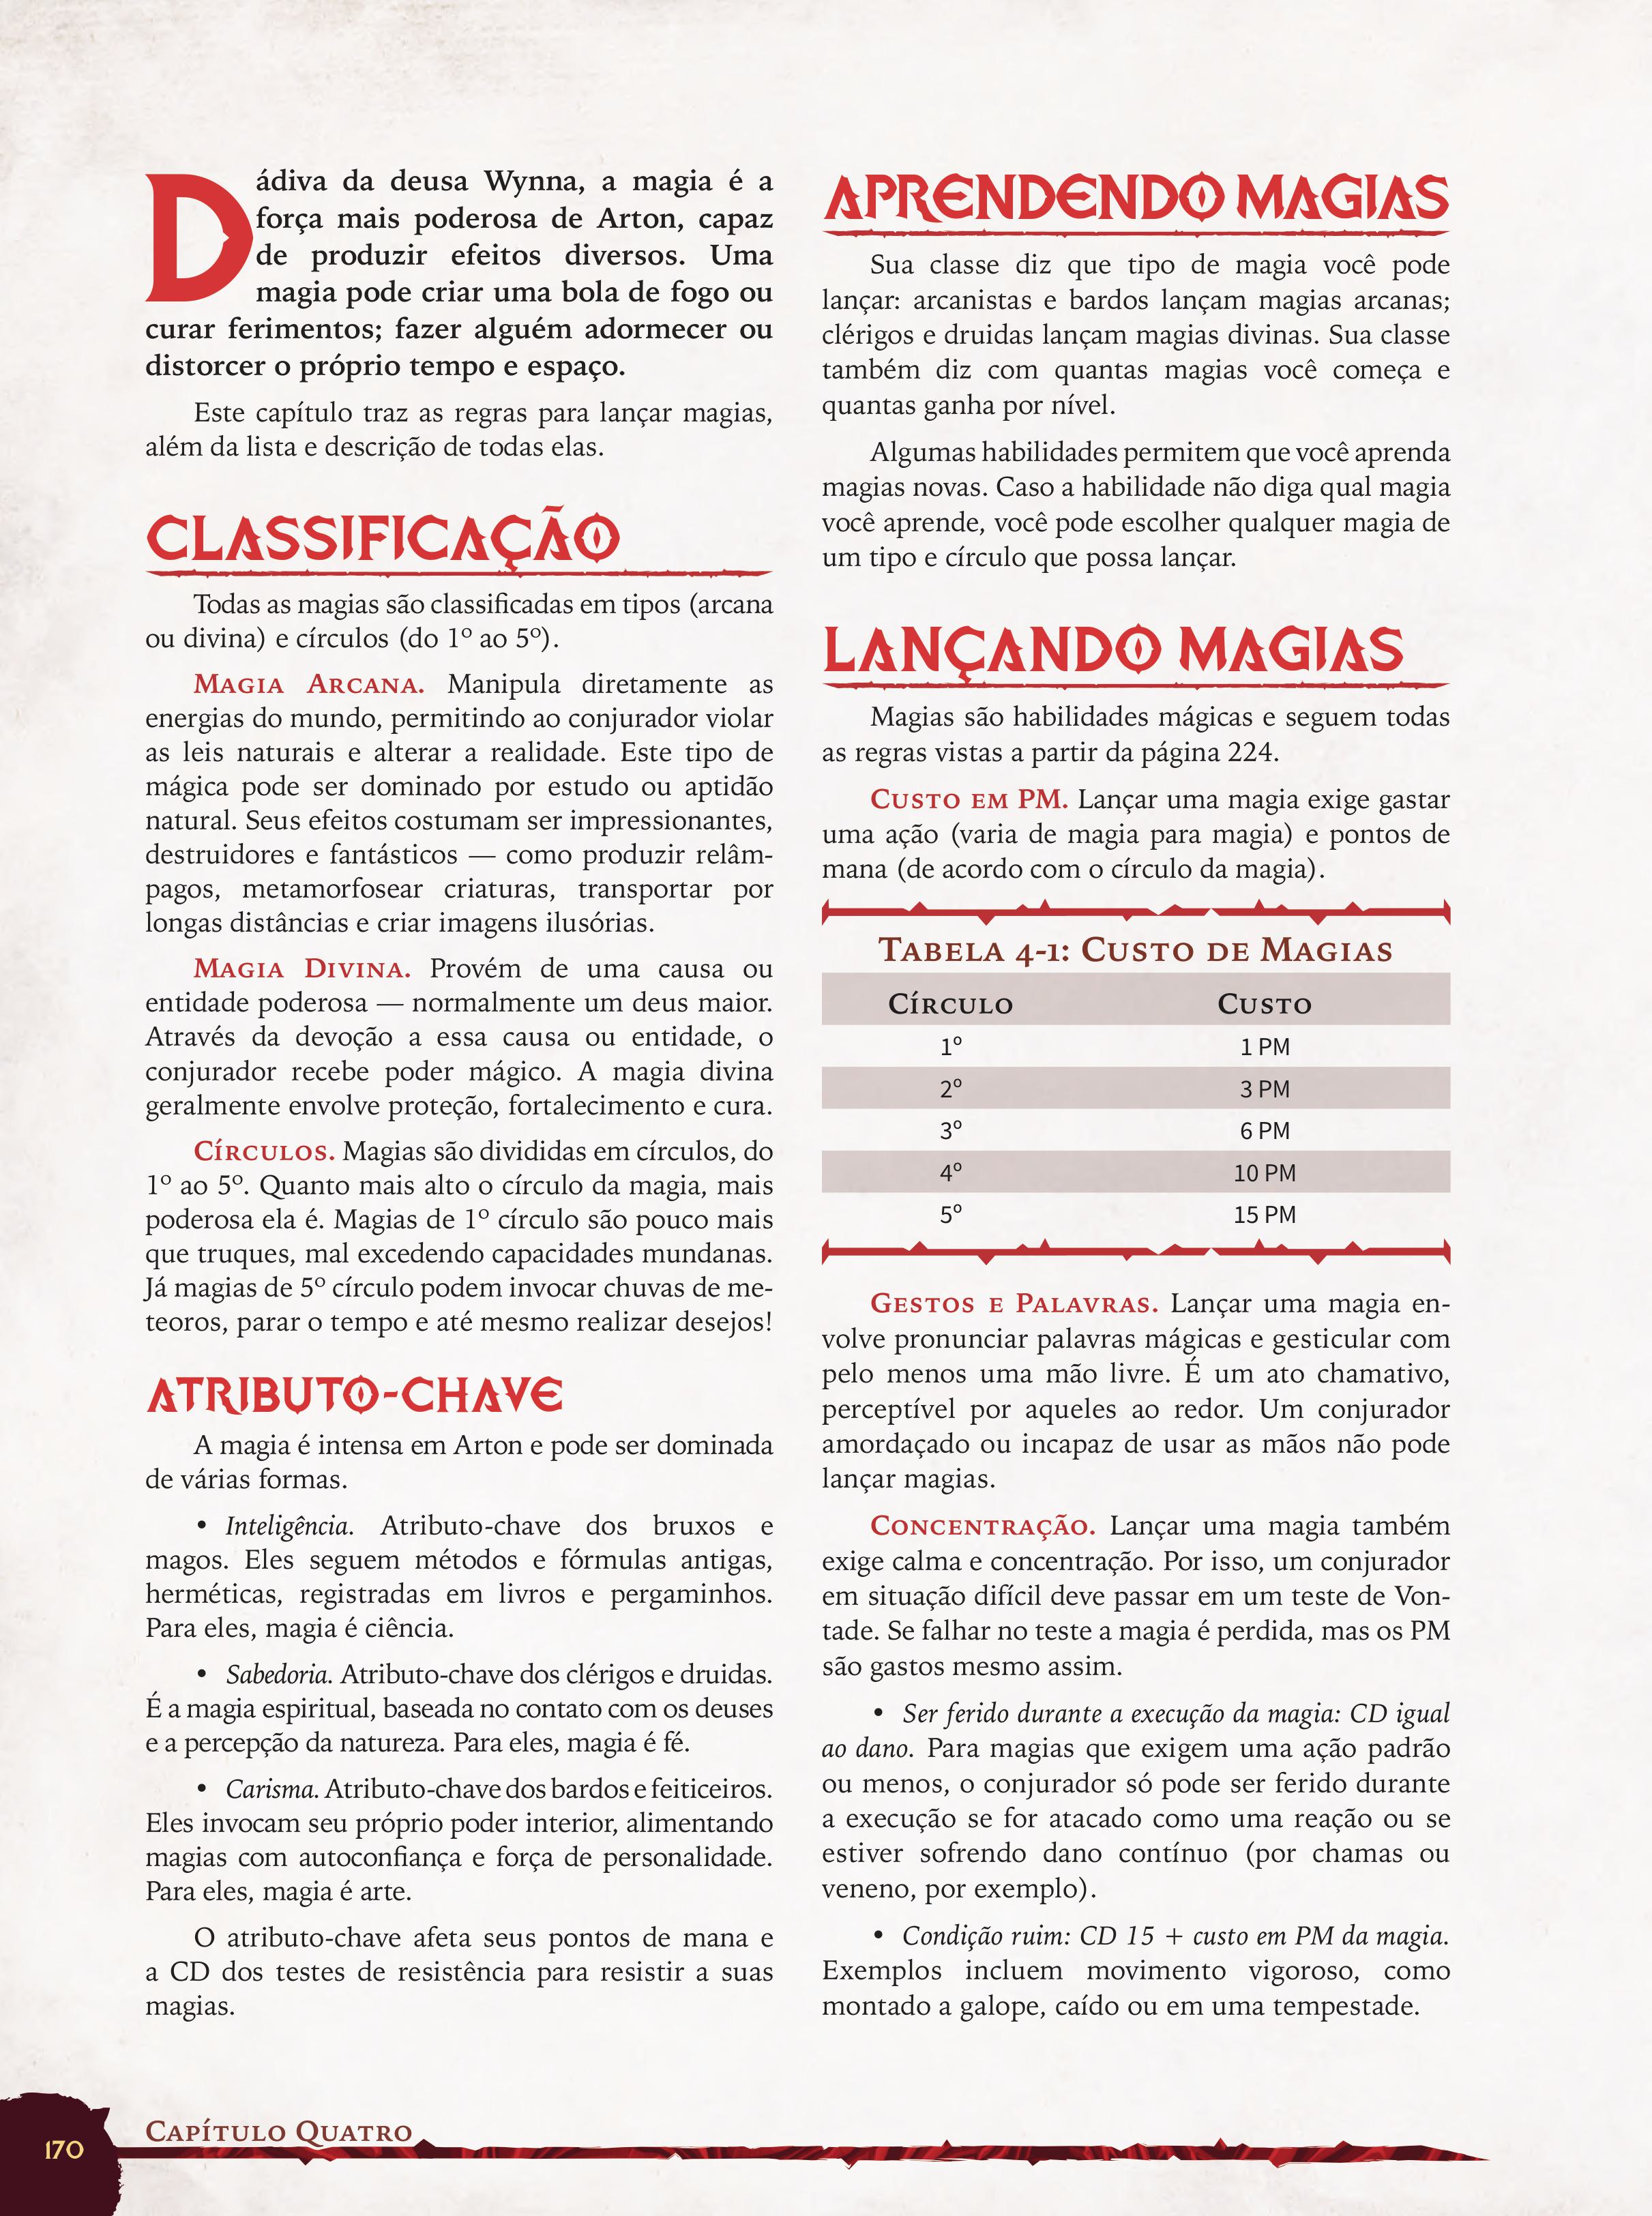 Dádiva da deusa Wynna, a magia é a
força mais poderosa de Arton, capaz
de produzir efeitos diversos. Uma
magia pode criar uma bola de fogo ou
curar ferimentos; fazer alguém adormecer ou
distorcer o próprio tempo e espaço.
Este capítulo traz as regras para lançar magias,
além da lista e descrição de todas elas.
CLASSIFICAÇÃO
Todas as magias são classificadas em tipos (arcana
ou divina) e círculos (do 1º ao 5º).
Magia Arcana. Manipula diretamente as
energias do mundo, permitindo ao conjurador violar
as leis naturais e alterar a realidade. Este tipo de
mágica pode ser dominado por estudo ou aptidão
natural. Seus efeitos costumam ser impressionantes,
destruidores e fantásticos — como produzir relâm-
pagos, metamorfosear criaturas, transportar por
longas distâncias e criar imagens ilusórias.
Magia Divina. Provém de uma causa ou
entidade poderosa — normalmente um deus maior.
Através da devoção a essa causa ou entidade, o
conjurador recebe poder mágico. A magia divina
geralmente envolve proteção, fortalecimento e cura.
Círculos. Magias são divididas em círculos, do
1º ao 5º. Quanto mais alto o círculo da magia, mais
poderosa ela é. Magias de 1º círculo são pouco mais
que truques, mal excedendo capacidades mundanas.
Já magias de 5º círculo podem invocar chuvas de me-
teoros, parar o tempo e até mesmo realizar desejos!
ATRIBUTO-CHAVE
A magia é intensa em Arton e pode ser dominada
de várias formas.
• Inteligência. Atributo-chave dos bruxos e
magos. Eles seguem métodos e fórmulas antigas,
herméticas, registradas em livros e pergaminhos.
Para eles, magia é ciência.
• Sabedoria. Atributo-chave dos clérigos e druidas.
É a magia espiritual, baseada no contato com os deuses
e a percepção da natureza. Para eles, magia é fé.
• Carisma. Atributo-chave dos bardos e feiticeiros.
Eles invocam seu próprio poder interior, alimentando
magias com autoconfiança e força de personalidade.
Para eles, magia é arte.
O atributo-chave afeta seus pontos de mana e
a CD dos testes de resistência para resistir a suas
magias.
APRENDENDO MAGIAS
Sua classe diz que tipo de magia você pode
lançar: arcanistas e bardos lançam magias arcanas;
clérigos e druidas lançam magias divinas. Sua classe
também diz com quantas magias você começa e
quantas ganha por nível.
Algumas habilidades permitem que você aprenda
magias novas. Caso a habilidade não diga qual magia
você aprende, você pode escolher qualquer magia de
um tipo e círculo que possa lançar.
LANÇANDO MAGIAS
Magias são habilidades mágicas e seguem todas
as regras vistas a partir da página 224.
Custo em PM. Lançar uma magia exige gastar
uma ação (varia de magia para magia) e pontos de
mana (de acordo com o círculo da magia).
Tabela 4-1: Custo de Magias
Círculo Custo
1º 1 PM
2º 3 PM
3º 6 PM
4º 10 PM
5º 15 PM
Gestos e Palavras. Lançar uma magia en-
volve pronunciar palavras mágicas e gesticular com
pelo menos uma mão livre. É um ato chamativo,
perceptível por aqueles ao redor. Um conjurador
amordaçado ou incapaz de usar as mãos não pode
lançar magias.
Concentração. Lançar uma magia também
exige calma e concentração. Por isso, um conjurador
em situação difícil deve passar em um teste de Von-
tade. Se falhar no teste a magia é perdida, mas os PM
são gastos mesmo assim.
• Ser ferido durante a execução da magia: CD igual
ao dano. Para magias que exigem uma ação padrão
ou menos, o conjurador só pode ser ferido durante
a execução se for atacado como uma reação ou se
estiver sofrendo dano contínuo (por chamas ou
veneno, por exemplo).
• Condição ruim: CD 15 + custo em PM da magia.
Exemplos incluem movimento vigoroso, como
montado a galope, caído ou em uma tempestade.
Capítulo Quatro
170